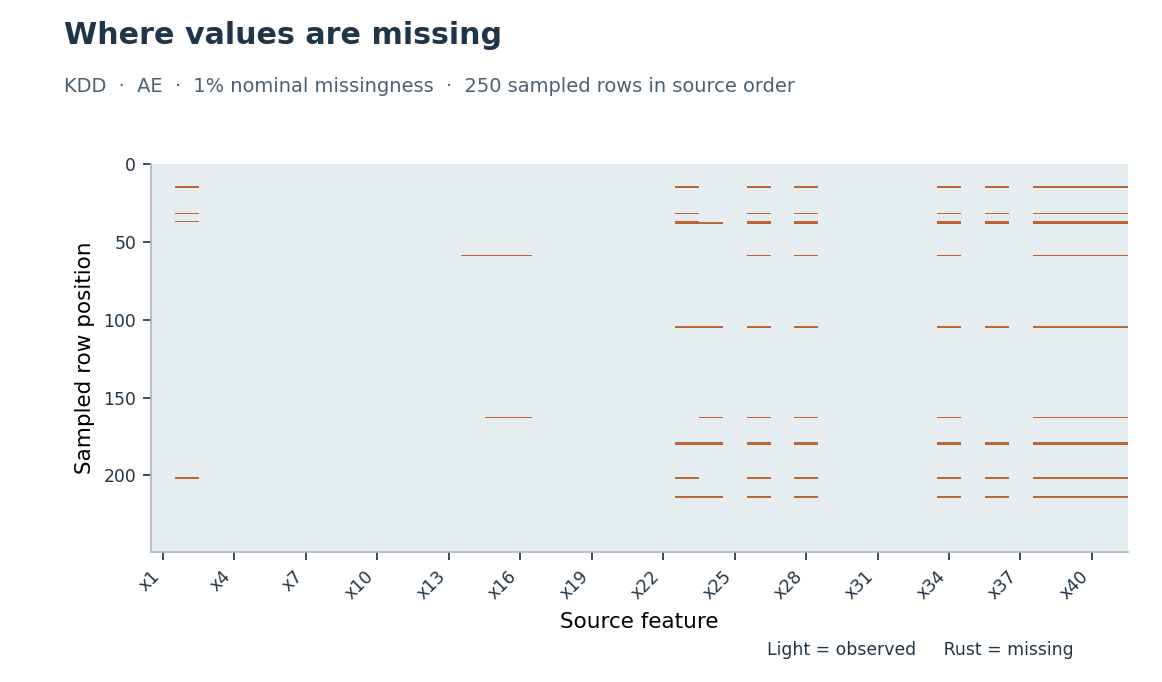 Where values are missing
KDD · AE · 1% nominal missingness · 250 sampled rows in source order
0
50
100
150
200
Sampled row position
x1 x4 x7 x10 x13 x16 x19 x22 x25 x28 x31 x34 x37 x40
Source feature
Light = observed Rust = missing